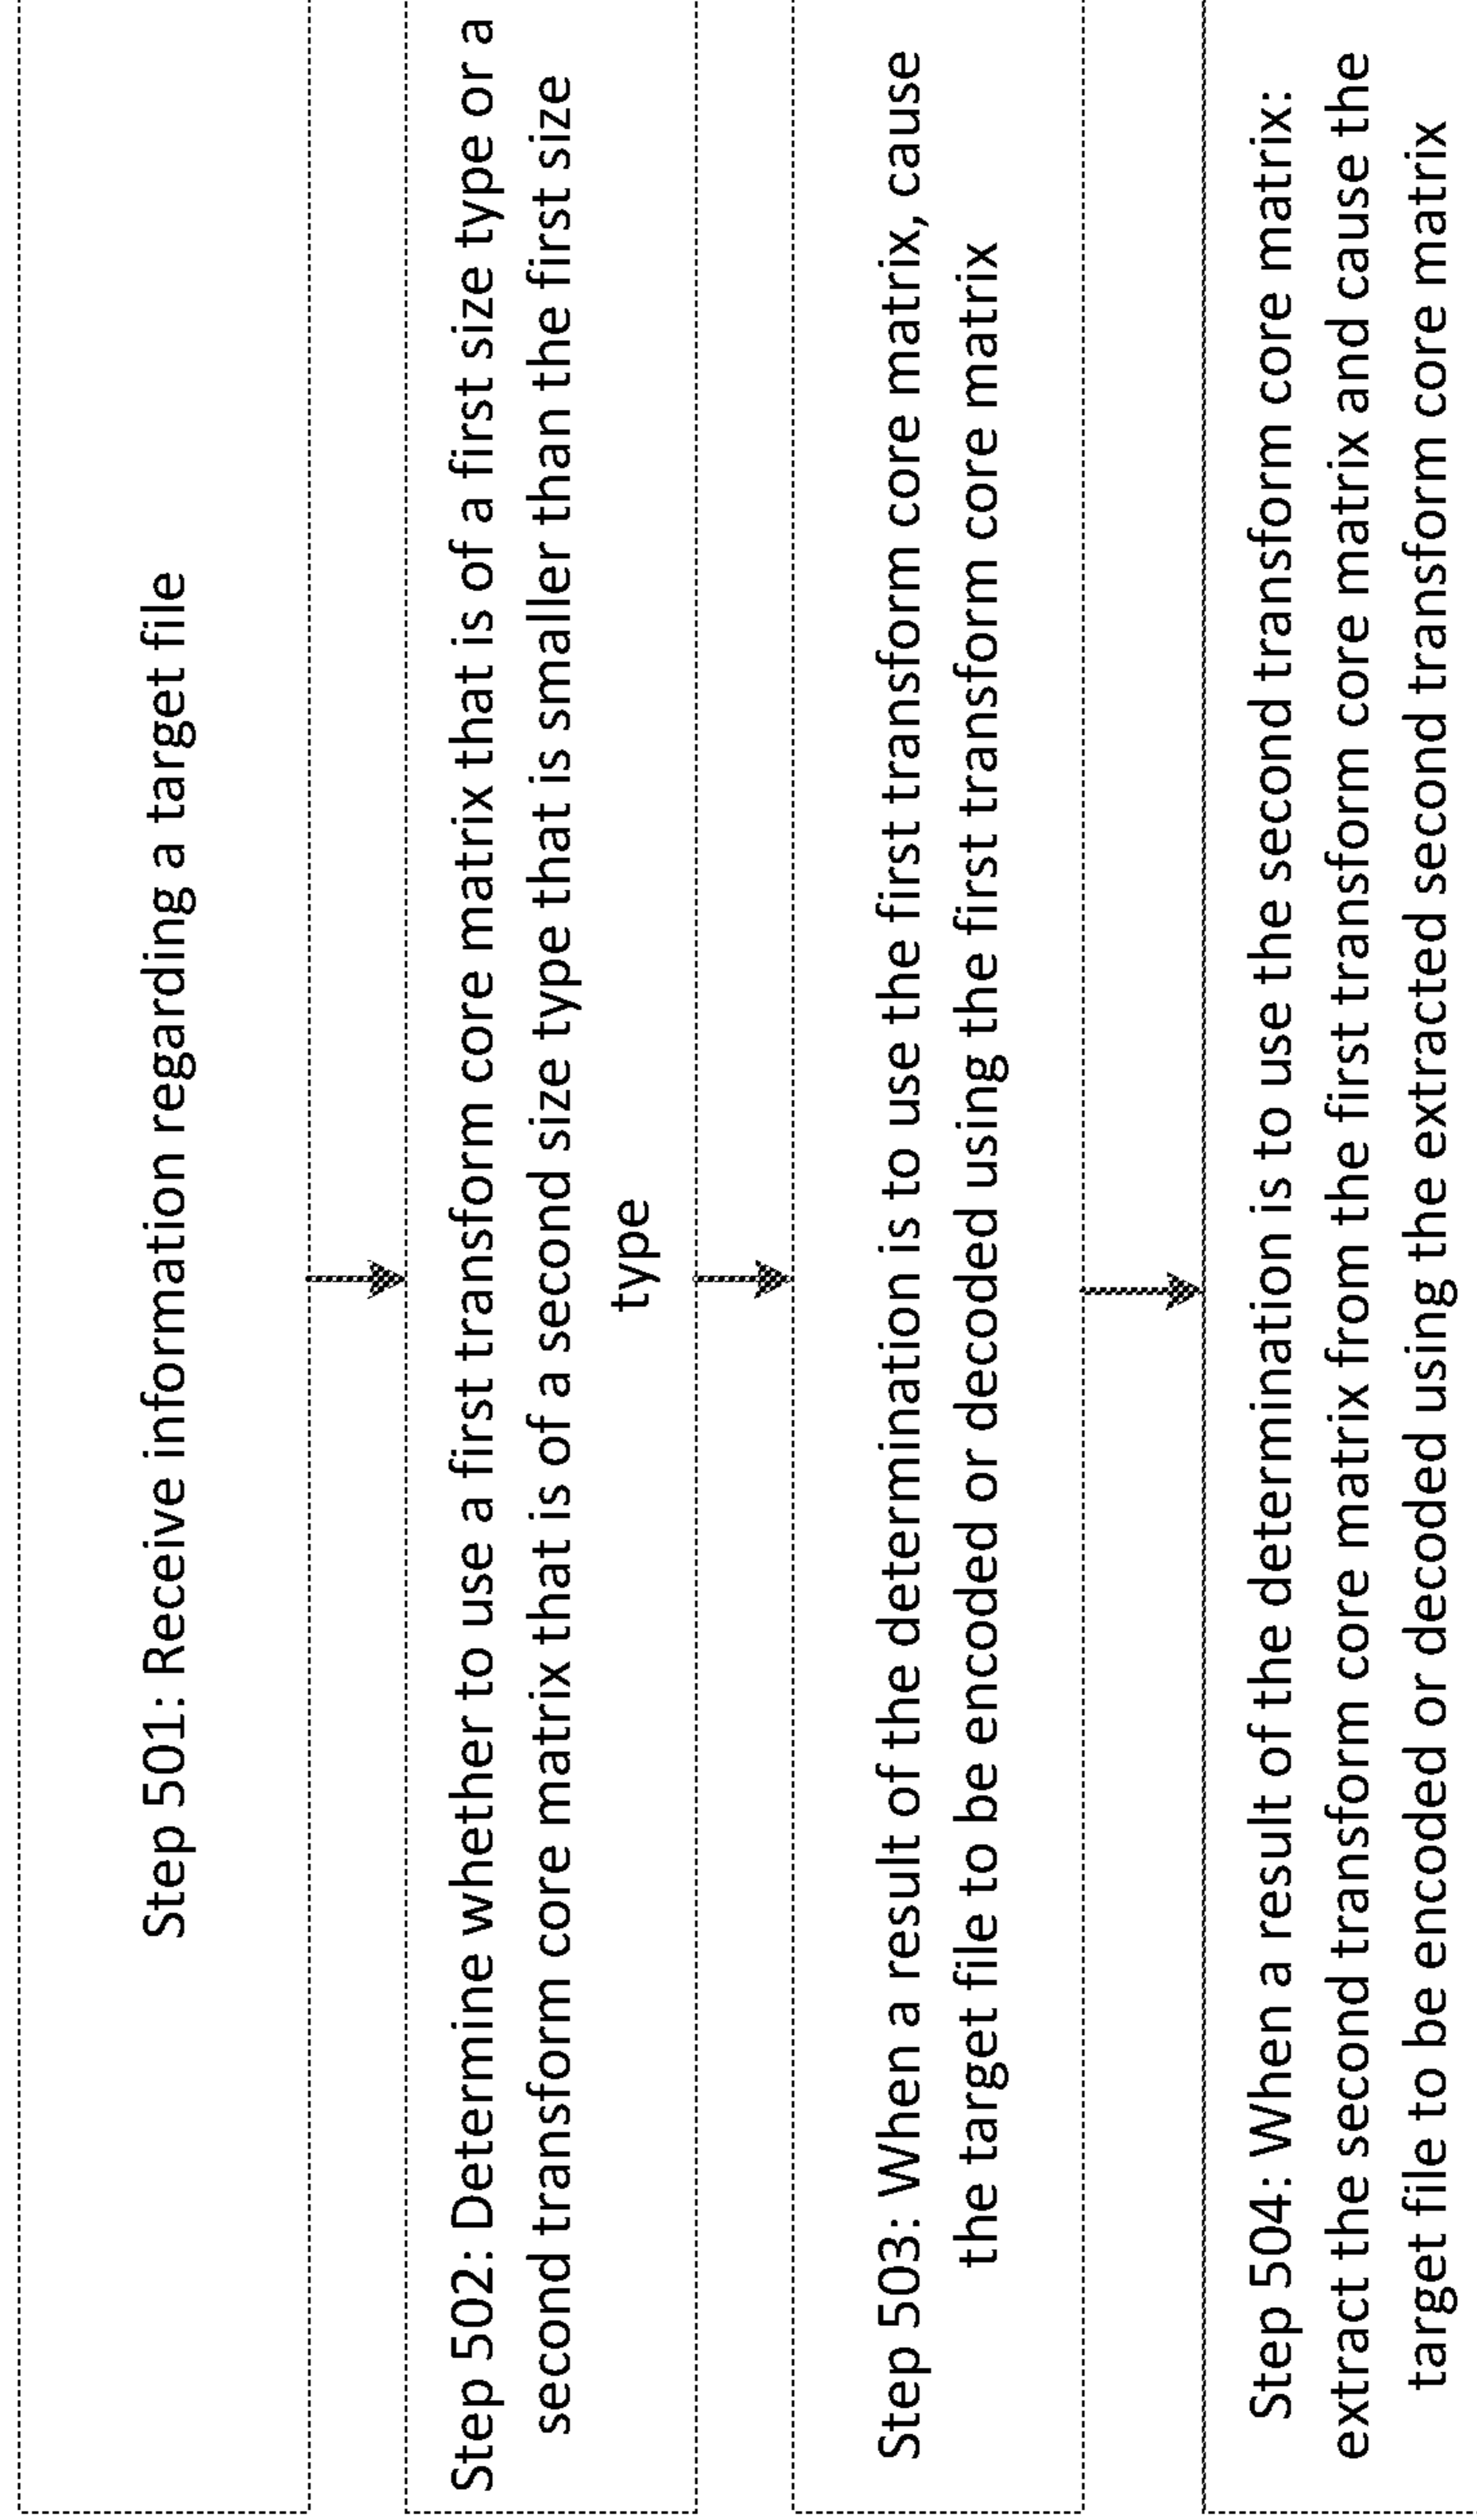 Step 501: Receive information regarding a target file
Step 502: Determine whether to use a first transform core matrix that is of a first size type or a
second transform core matrix that is of a second size type that is smaller than the first size
type
Step 503: When a result of the determination is to use the first transform core matrix, cause
the target file to be encoded or decoded using the first transform core matrix
Step 504: When a result of the determination is to use the second transform core matrix:
extract the second transform core matrix from the first transform core matrix and cause the
target file to be encoded or decoded using the extracted second transform core matrix